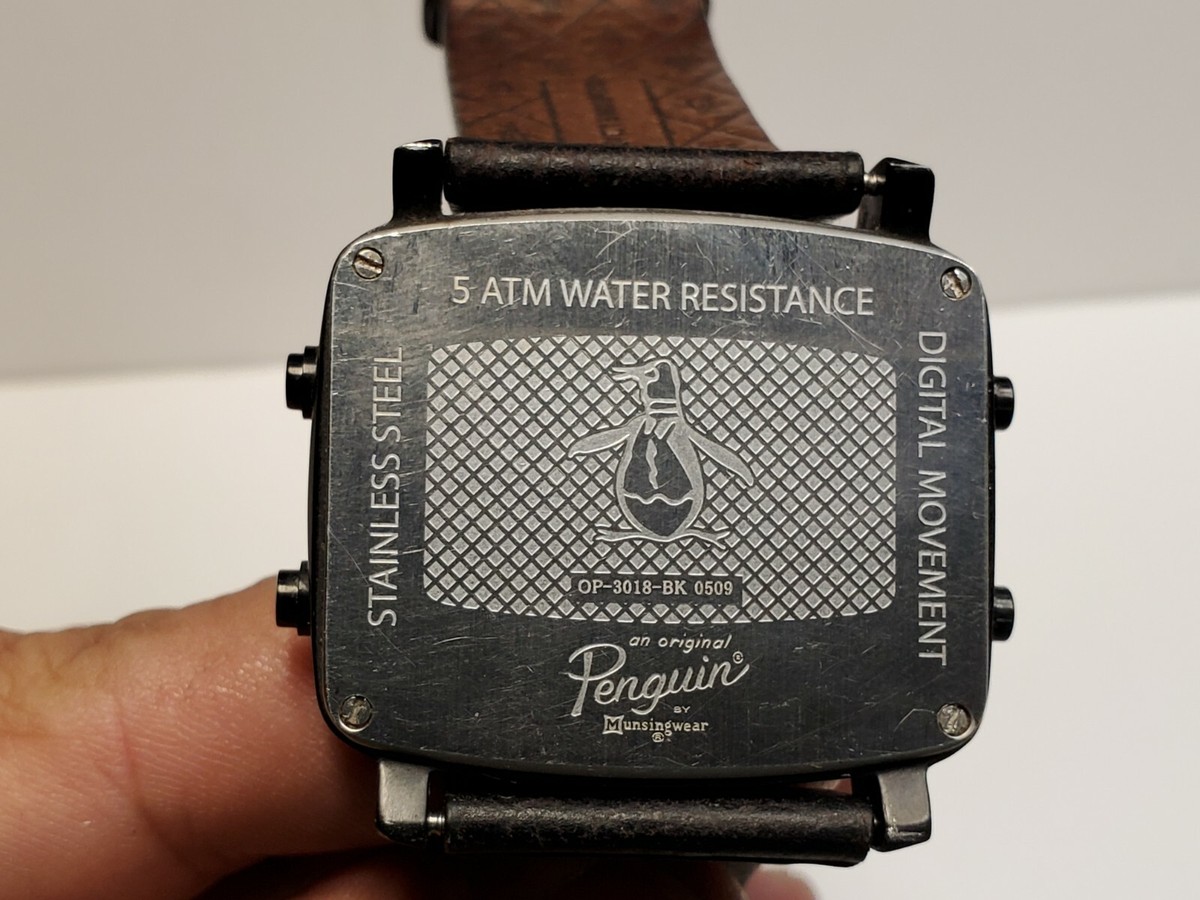 5 ATM WATER RESISTANCE
STAINLESS STEEL
DIGITAL MOVEMENT
OP-3018-BK 0509
an original
Penguin®
BY
Munsingwear
®